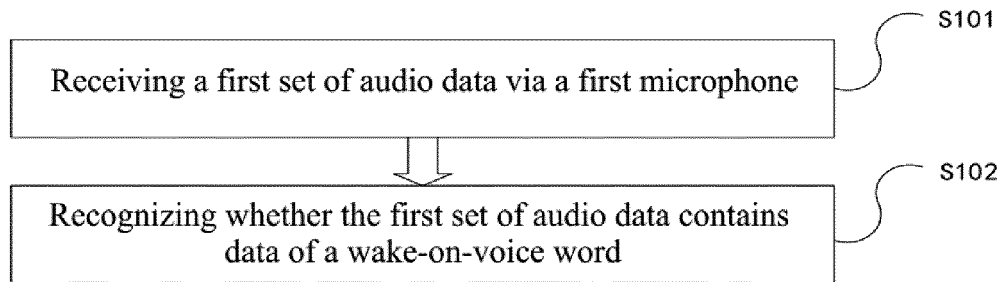 S101
Receiving a first set of audio data via a first microphone
S102
Recognizing whether the first set of audio data contains
data of a wake-on-voice word